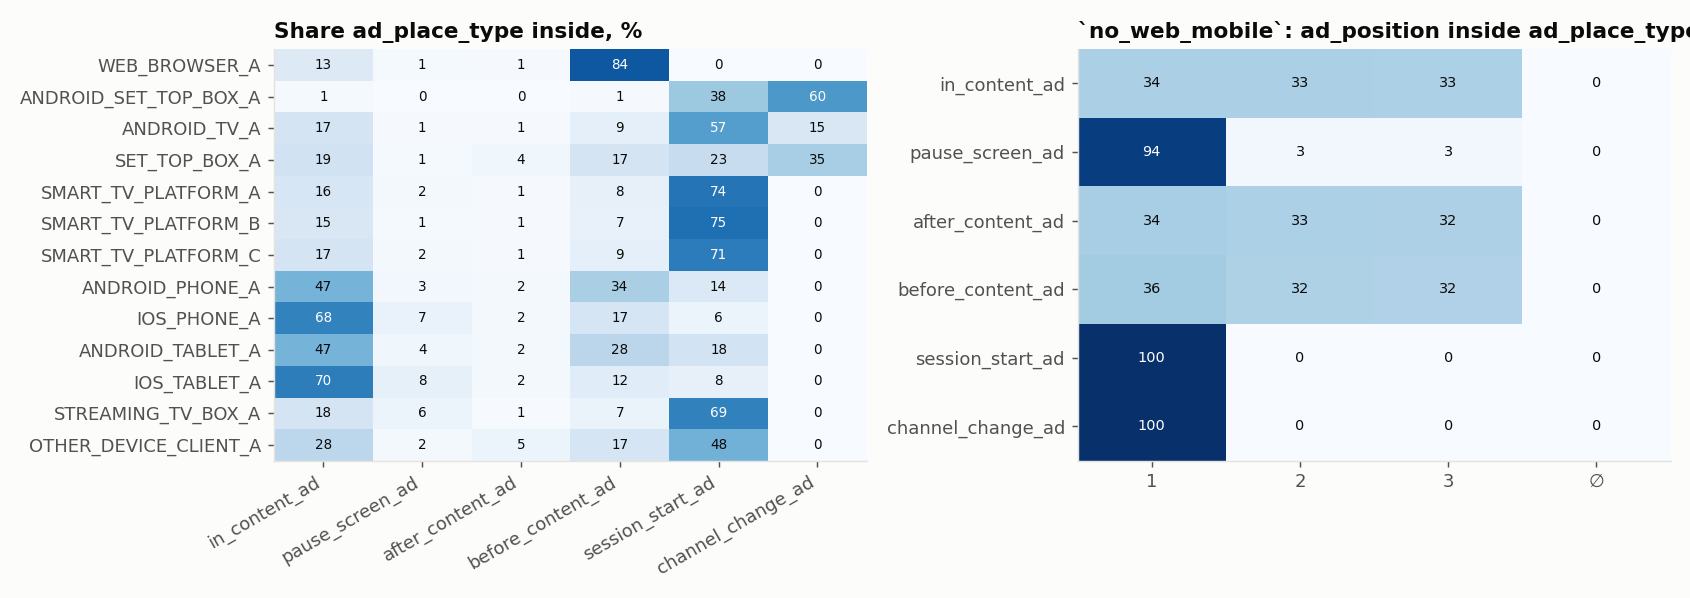 Share ad_place_type inside, %
WEB_BROWSER_A 13 1 1 84 0 0
ANDROID_SET_TOP_BOX_A 1 0 0 1 38 60
ANDROID_TV_A 17 1 1 9 57 15
SET_TOP_BOX_A 19 1 4 17 23 35
SMART_TV_PLATFORM_A 16 2 1 8 74 0
SMART_TV_PLATFORM_B 15 1 1 7 75 0
SMART_TV_PLATFORM_C 17 2 1 9 71 0
ANDROID_PHONE_A 47 3 2 34 14 0
IOS_PHONE_A 68 7 2 17 6 0
ANDROID_TABLET_A 47 4 2 28 18 0
IOS_TABLET_A 70 8 2 12 8 0
STREAMING_TV_BOX_A 18 6 1 7 69 0
OTHER_DEVICE_CLIENT_A 28 2 5 17 48 0
in_content_ad pause_screen_ad after_content_ad before_content_ad session_start_ad channel_change_ad
`no_web_mobile`: ad_position inside ad_place_type
in_content_ad 34 33 33 0
pause_screen_ad 94 3 3 0
after_content_ad 34 33 32 0
before_content_ad 36 32 32 0
session_start_ad 100 0 0 0
channel_change_ad 100 0 0 0
1 2 3 ∅